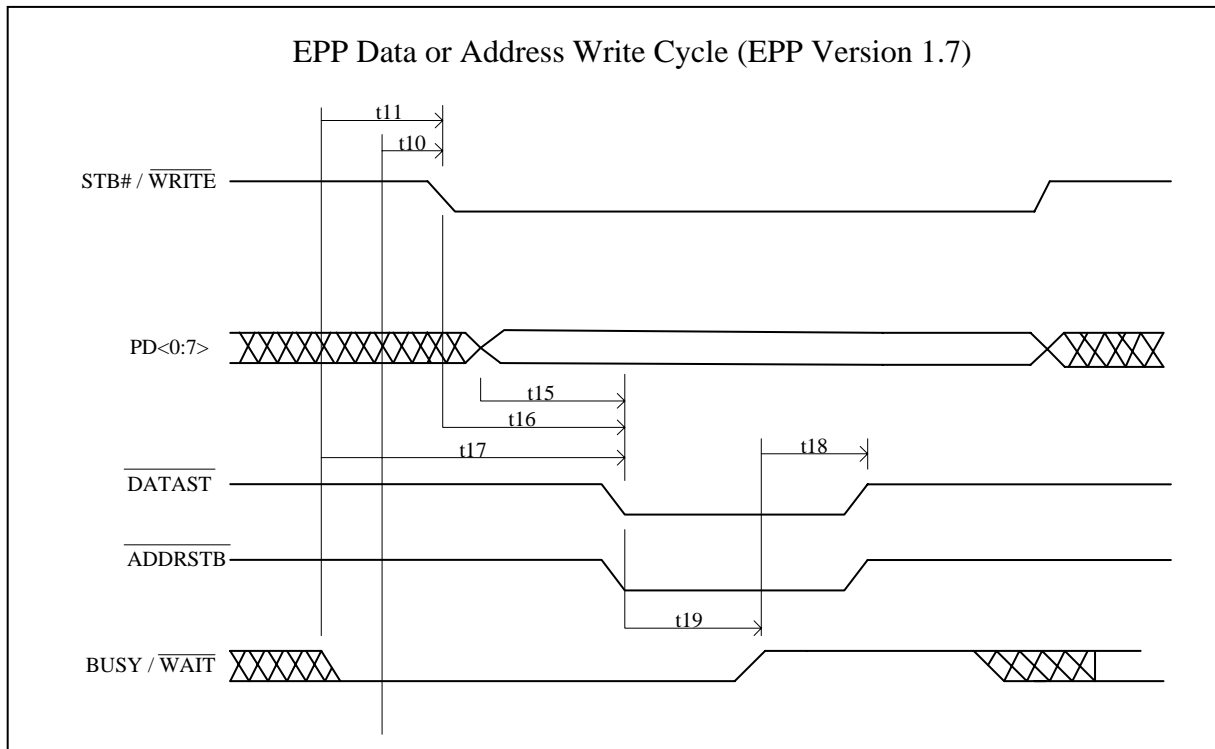 EPP Data or Address Write Cycle (EPP Version 1.7)
t11
t10
STB# / WRITE
PD<0:7>
t15
t16
t17
t18
DATAST
ADDRSTB
t19
BUSY / WAIT